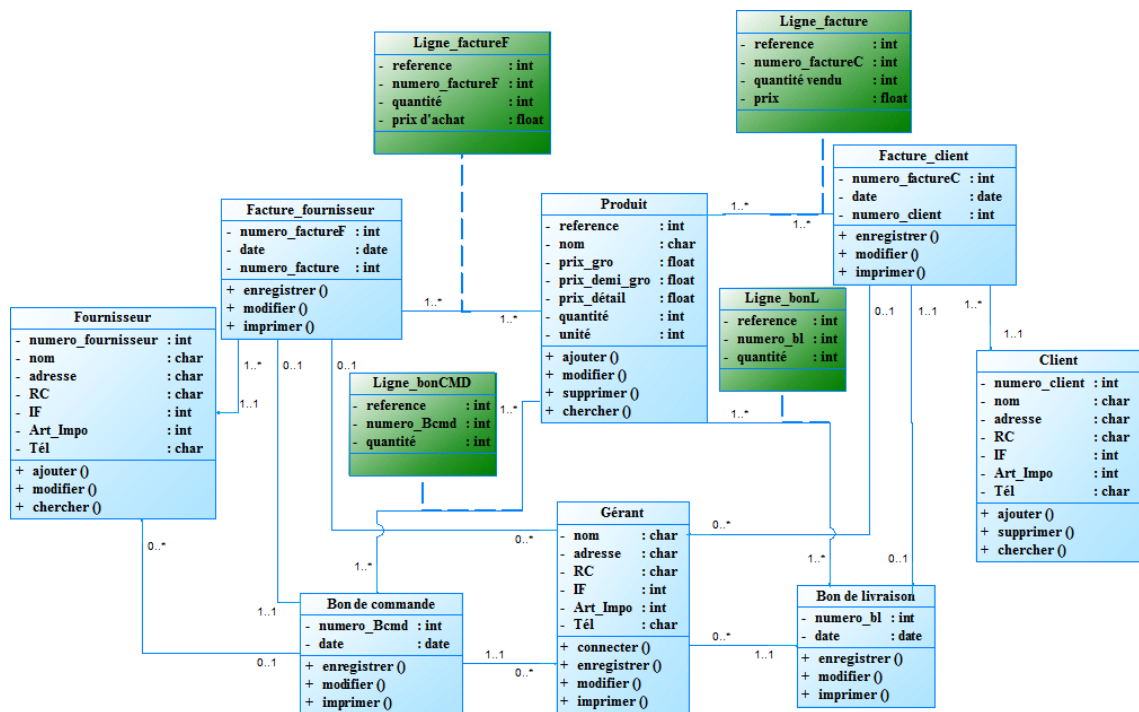 Ligne_factureF
- reference : int
- numero_factureF : int
- quantité : int
- prix d'achat : float
Ligne_facture
- reference : int
- numero_factureC : int
- quantité vendu : int
- prix : float
Facture_client
- numero_factureC : int
- date : date
- numero_client : int
+ enregistrer ()
+ modifier ()
+ imprimer ()
Facture_fournisseur
- numero_factureF : int
- date : date
- numero_facture : int
+ enregistrer ()
+ modifier ()
+ imprimer ()
Produit
- reference : int
- nom : char
- prix_gro : float
- prix_demi_gro : float
- prix_détail : float
- quantité : int
- unité : int
+ ajouter ()
+ modifier ()
+ supprimer ()
+ chercher ()
1..*
1..*
1..*
1..*
Ligne_bonL
- reference : int
- numero_bl : int
- quantité : int
Fournisseur
- numero_fournisseur : int
- nom : char
- adresse : char
- RC : char
- IF : int
- Art_Impo : int
- Tél : char
+ ajouter ()
+ modifier ()
+ chercher ()
1..*
1..1
0..1
0..1
Ligne_bonCMD
- reference : int
- numero_Bcmd : int
- quantité : int
1..*
1..*
0..1
1..1
1..*
1..1
Client
- numero_client : int
- nom : char
- adresse : char
- RC : char
- IF : int
- Art_Impo : int
- Tél : char
+ ajouter ()
+ supprimer ()
+ chercher ()
Gérant
- nom : char
- adresse : char
- RC : char
- IF : int
- Art_Impo : int
- Tél : char
+ connecter ()
+ enregistrer ()
+ modifier ()
+ imprimer ()
0..*
0..*
0..*
1..*
1..*
0..1
1..1
0..1
Bon de commande
- numero_Bcmd : int
- date : date
+ enregistrer ()
+ modifier ()
+ imprimer ()
1..1
0..*
0..*
1..1
Bon de livraison
- numero_bl : int
- date : date
+ enregistrer ()
+ modifier ()
+ imprimer ()